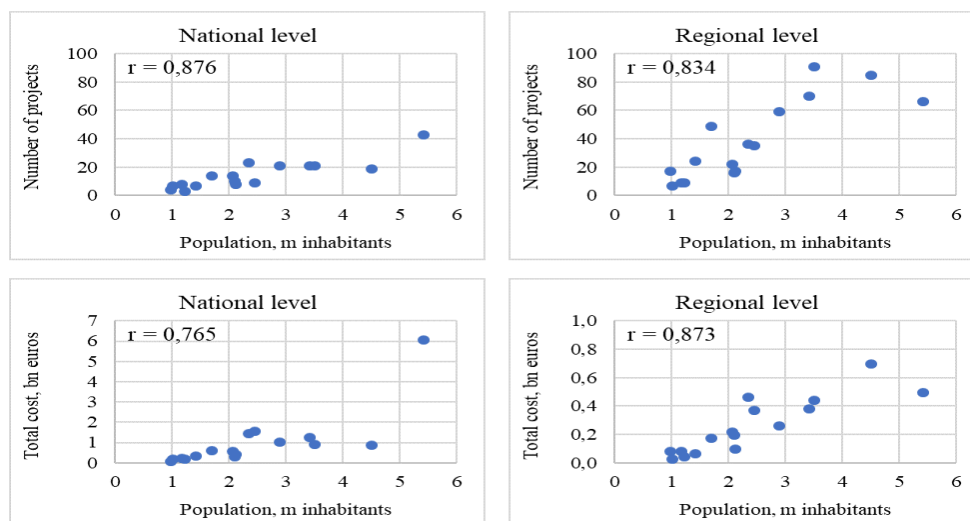 National level
r = 0,876
Number of projects
100
80
60
40
20
0
0 1 2 3 4 5 6
Population, m inhabitants
Regional level
r = 0,834
Number of projects
100
80
60
40
20
0
0 1 2 3 4 5 6
Population, m inhabitants
National level
r = 0,765
Total cost, bn euros
7
6
5
4
3
2
1
0
0 1 2 3 4 5 6
Population, m inhabitants
Regional level
r = 0,873
Total cost, bn euros
1,0
0,8
0,6
0,4
0,2
0,0
0 1 2 3 4 5 6
Population, m inhabitants